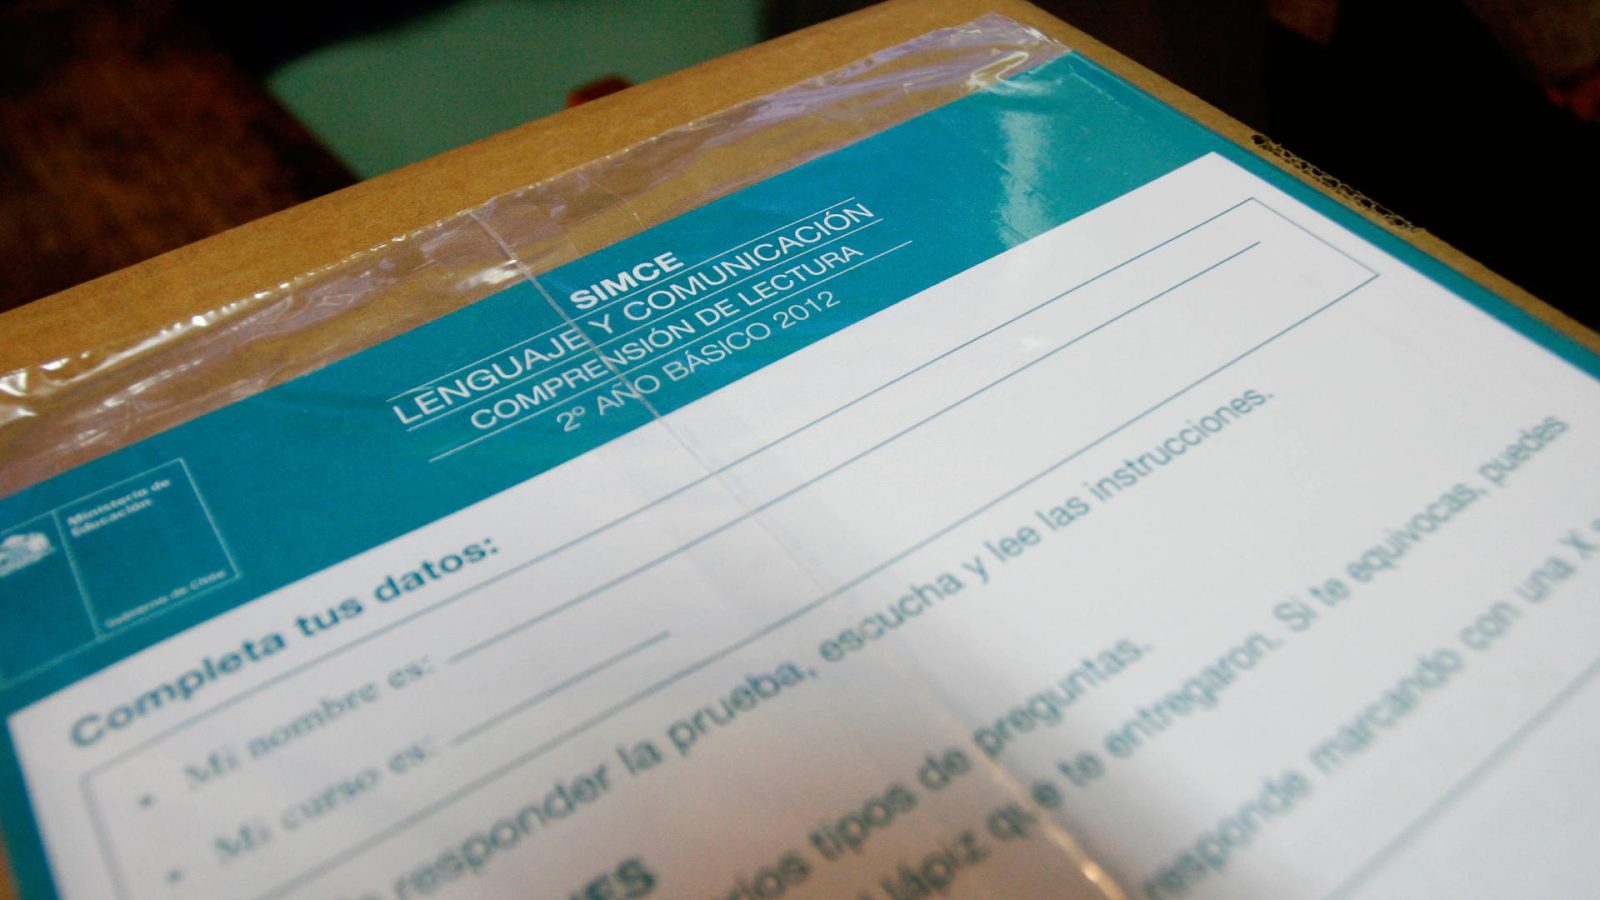 SIMCE
LENGUAJE Y COMUNICACIÓN
COMPRENSIÓN DE LECTURA
2º AÑO BÁSICO 2012
Ministerio de
Educación
Gobierno de Chile
Completa tus datos:
• Mi nombre es:
• Mi curso es:
responder la prueba, escucha y lee las instrucciones.
tipos de preguntas.
lápiz que te entregaron. Si te equivocas, puedes
responde marcando con una X